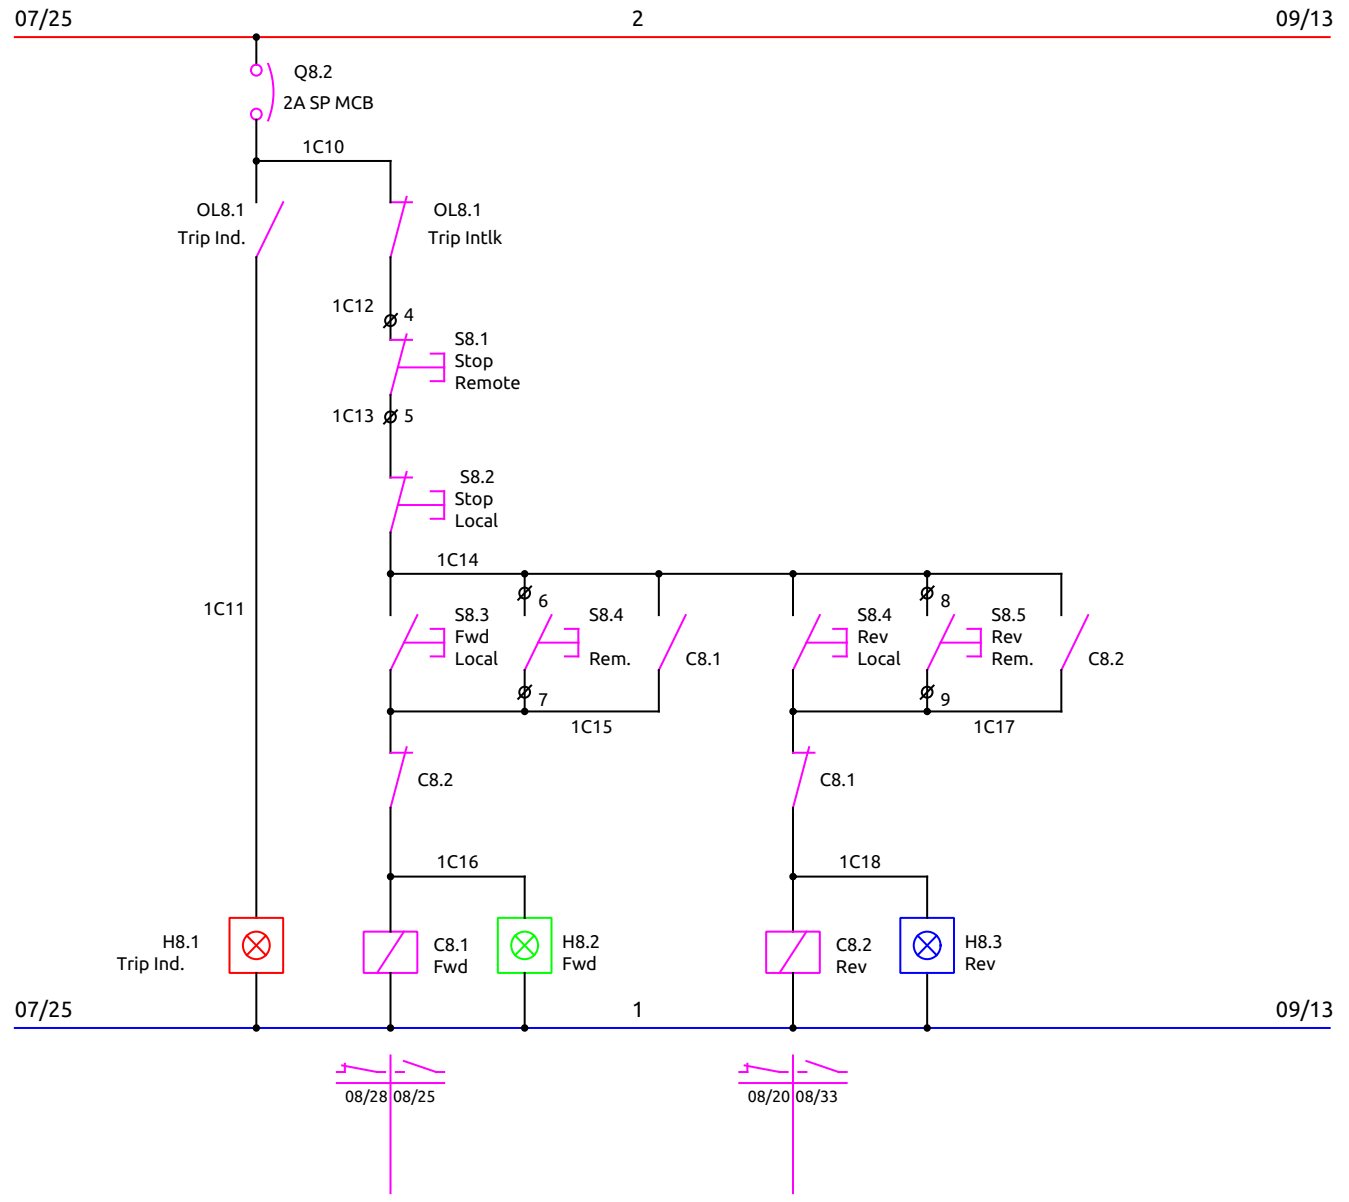 07/25 2 09/13
Q8.2
2A SP MCB
1C10
OL8.1
Trip Ind.
OL8.1
Trip Intlk
1C12 4
S8.1
Stop
Remote
1C13 5
S8.2
Stop
Local
1C14
1C11
S8.3
Fwd
Local
6
S8.4
Rem.
7
C8.1
S8.4
Rev
Local
8
S8.5
Rev
Rem.
9
C8.2
1C15
1C17
C8.2
C8.1
1C16
1C18
H8.1
Trip Ind.
C8.1
Fwd
H8.2
Fwd
C8.2
Rev
H8.3
Rev
07/25 1 09/13
08/28 08/25
08/20 08/33